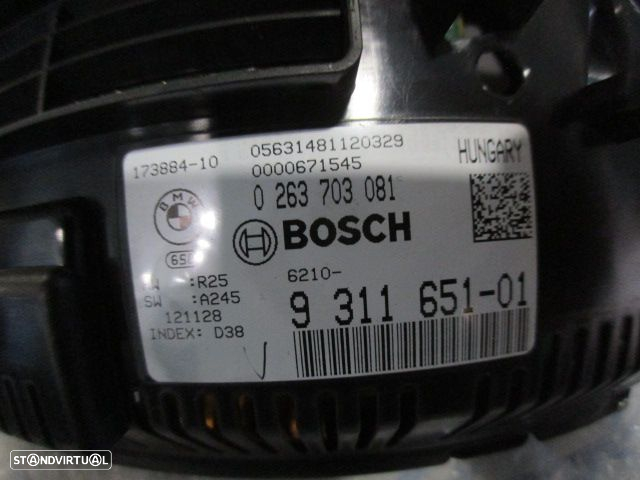 173884-10 05631481120329 HUNGARY
0000671545
0 263 703 081
BMW
BOSCH
:R25 6210-
SW :A245
9 311 651-01
121128
INDEX: D38
V
STANDVIRTUAL